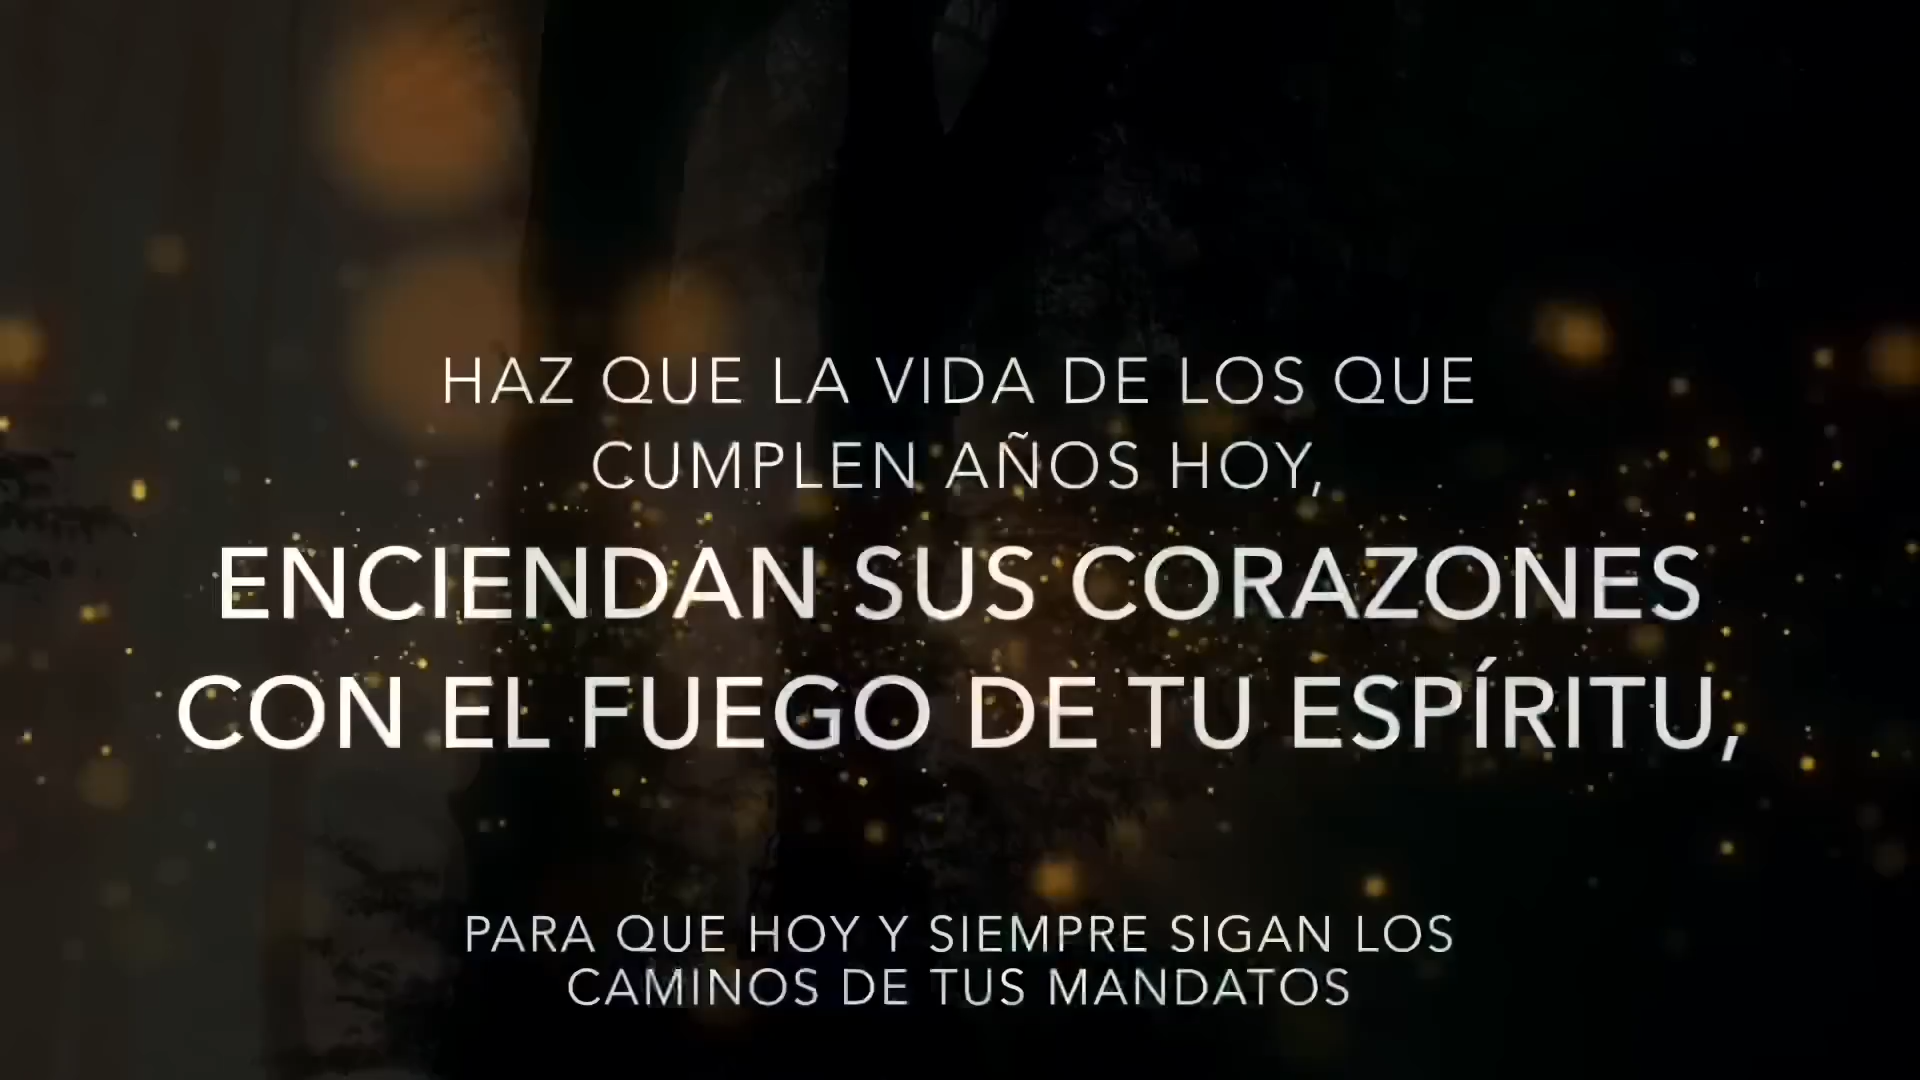 HAZ QUE LA VIDA DE LOS QUE
CUMPLEN AÑOS HOY,
ENCIENDAN SUS CORAZONES
CON EL FUEGO DE TU ESPÍRITU,
PARA QUE HOY Y SIEMPRE SIGAN LOS
CAMINOS DE TUS MANDATOS